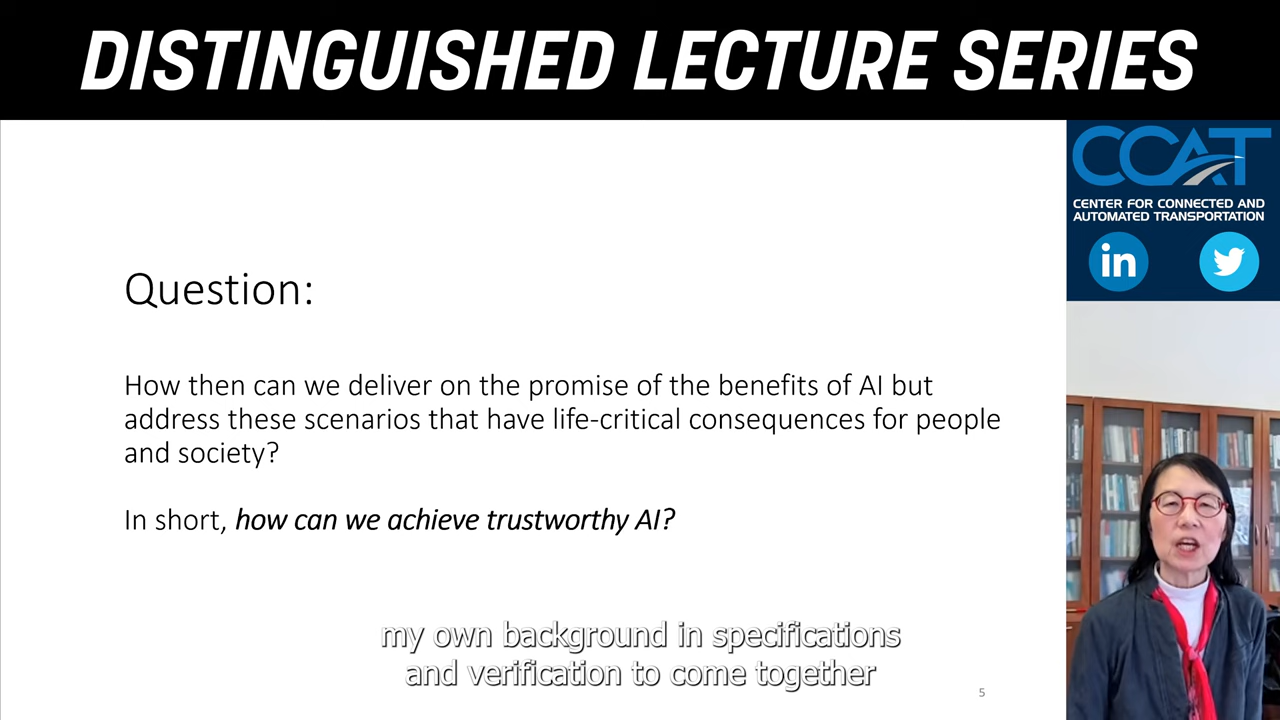 DISTINGUISHED LECTURE SERIES
CCAT
CENTER FOR CONNECTED AND
AUTOMATED TRANSPORTATION
in
Question:
How then can we deliver on the promise of the benefits of AI but
address these scenarios that have life-critical consequences for people
and society?
In short, how can we achieve trustworthy AI?
my own background in specifications
and verification to come together
5